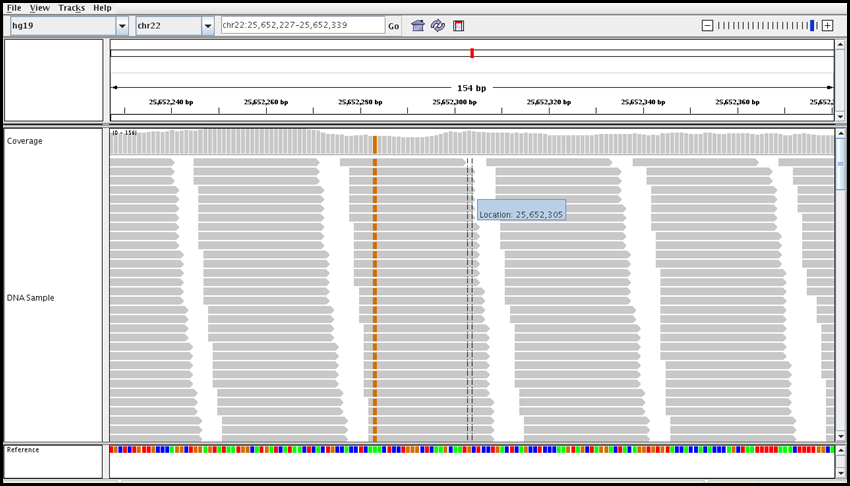 File View Tracks Help
hg19 chr22 chr22:25,652,227-25,652,339 Go
154 bp
25,652,240 bp 25,652,260 bp 25,652,280 bp 25,652,300 bp 25,652,320 bp 25,652,340 bp 25,652,360 bp 25,652,
Coverage
[0 - 156]
Location: 25,652,305
DNA Sample
Reference